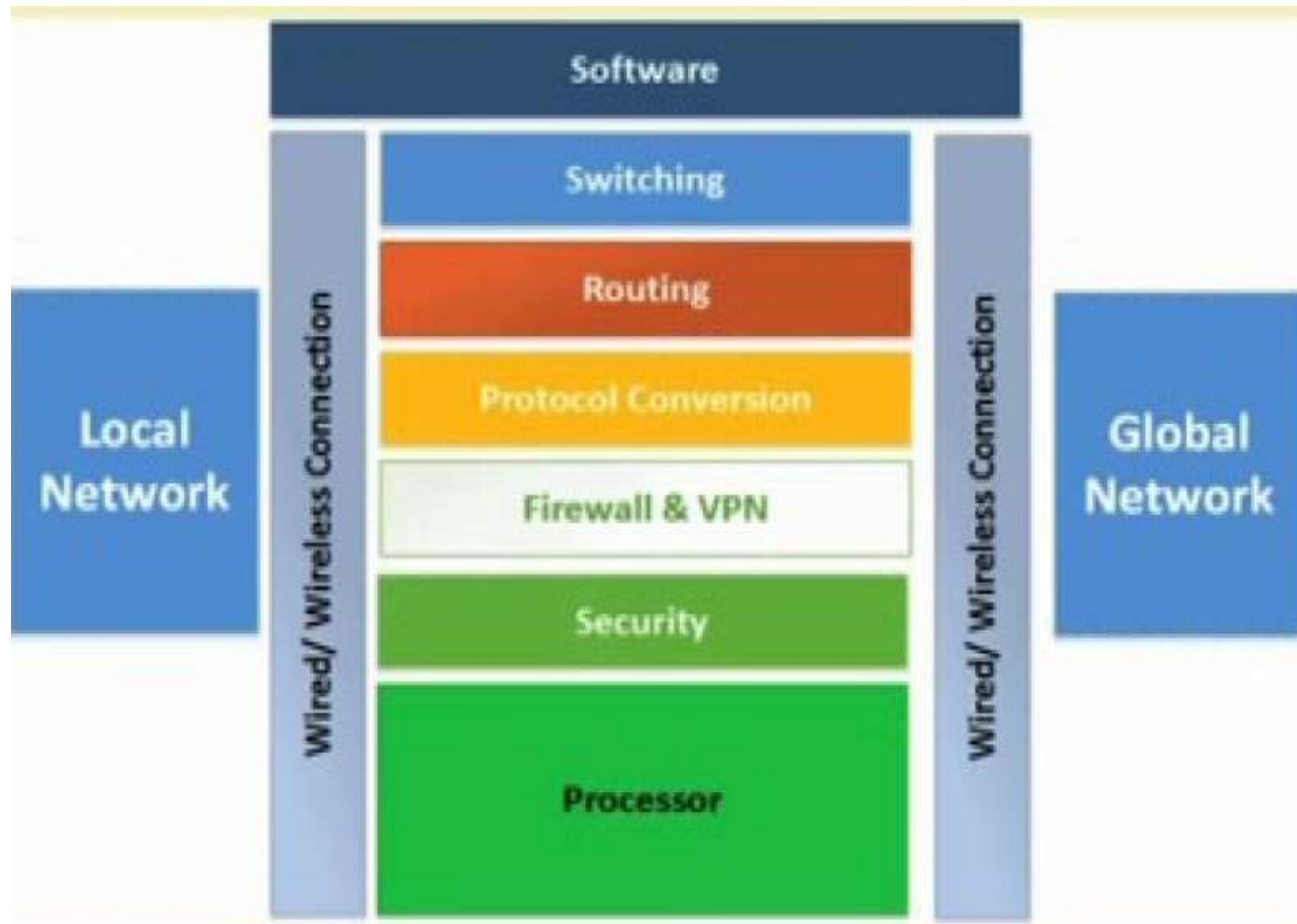 Software
Switching
Routing
Protocol Conversion
Firewall & VPN
Security
Processor
Local
Network
Wired/ Wireless Connection
Wired/ Wireless Connection
Global
Network